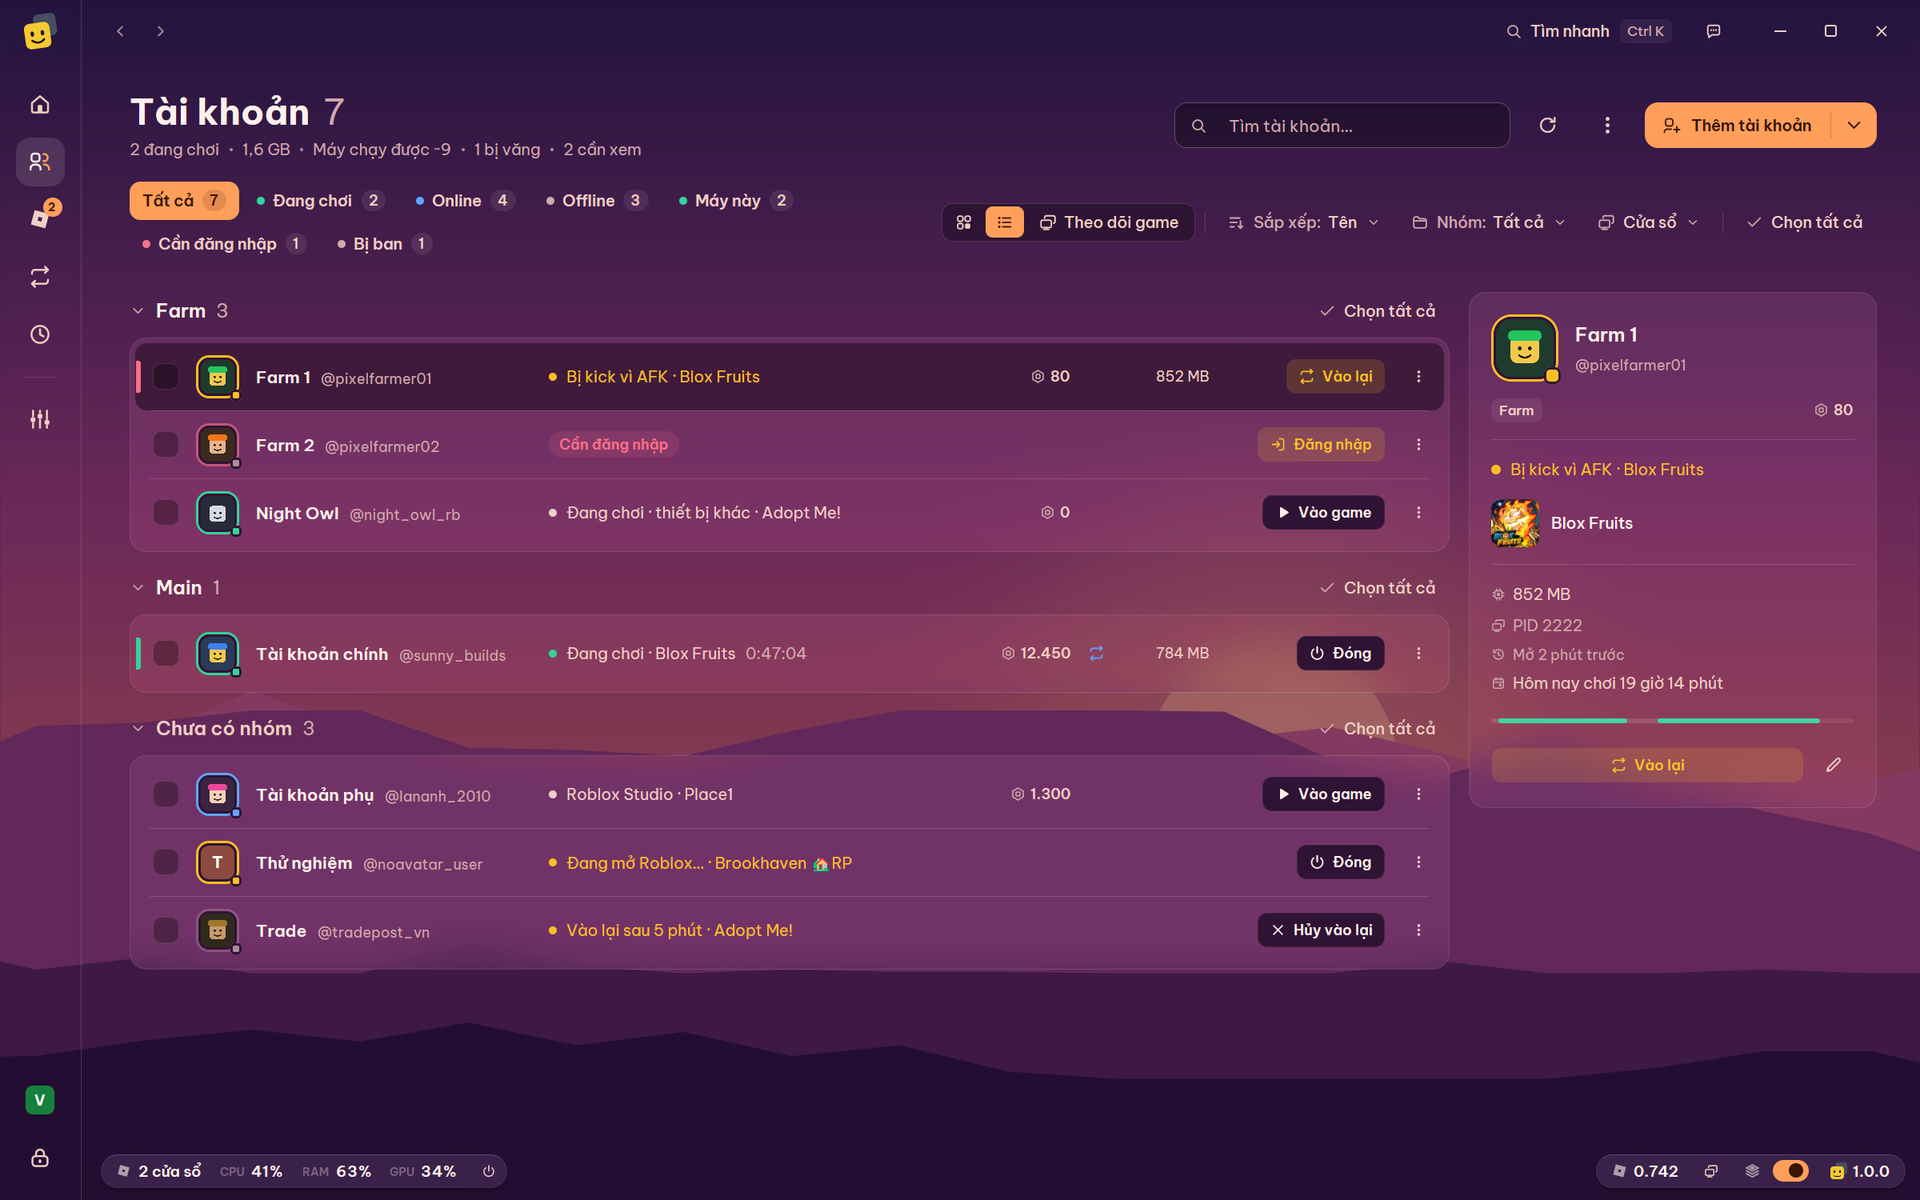 Tìm nhanh Ctrl K
Tài khoản 7
2 đang chơi • 1,6 GB • Máy chạy được ~9 • 1 bị văng • 2 cần xem
Tìm tài khoản...
Thêm tài khoản
2
Tất cả 7 Đang chơi 2 Online 4 Offline 3 Máy này 2
Cần đăng nhập 1 Bị ban 1
Theo dõi game Sắp xếp: Tên Nhóm: Tất cả Cửa sổ Chọn tất cả
Farm 3 Chọn tất cả
Farm 1 @pixelfarmer01 Bị kick vì AFK · Blox Fruits 80 852 MB Vào lại
Farm 2 @pixelfarmer02 Cần đăng nhập Đăng nhập
Night Owl @night_owl_rb Đang chơi · thiết bị khác · Adopt Me! 0 Vào game
Main 1 Chọn tất cả
Tài khoản chính @sunny_builds Đang chơi · Blox Fruits 0:47:04 12.450 784 MB Đóng
Chưa có nhóm 3 Chọn tất cả
Tài khoản phụ @lananh_2010 Roblox Studio · Place1 1.300 Vào game
T Thử nghiệm @noavatar_user Đang mở Roblox... · Brookhaven 🏡RP Đóng
Trade @tradepost_vn Vào lại sau 5 phút · Adopt Me! Hủy vào lại
Farm 1
@pixelfarmer01
Farm 80
Bị kick vì AFK · Blox Fruits
BLOX FRUITS
Blox Fruits
852 MB
PID 2222
Mở 2 phút trước
Hôm nay chơi 19 giờ 14 phút
Vào lại
V
2 cửa sổ CPU 41% RAM 63% GPU 34%
0.742 1.0.0